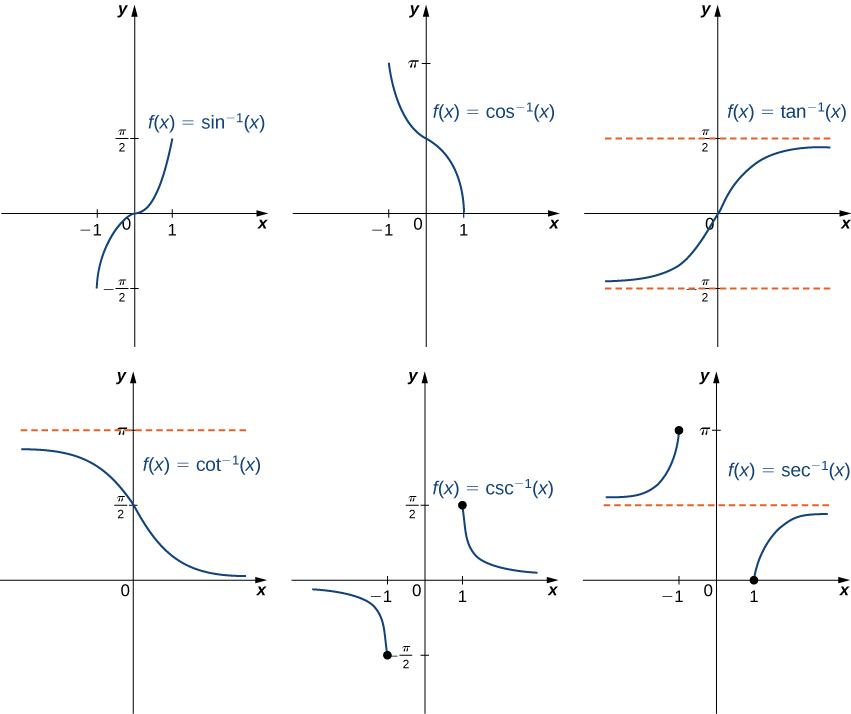 y
f(x) = sin⁻¹(x)
π/2
−1 0 1 x
−π/2
y
π
f(x) = cos⁻¹(x)
−1 0 1 x
y
f(x) = tan⁻¹(x)
π/2
0 x
−π/2
y
π
f(x) = cot⁻¹(x)
π/2
0 x
y
f(x) = csc⁻¹(x)
π/2
−1 0 1 x
−π/2
y
π
f(x) = sec⁻¹(x)
−1 0 1 x